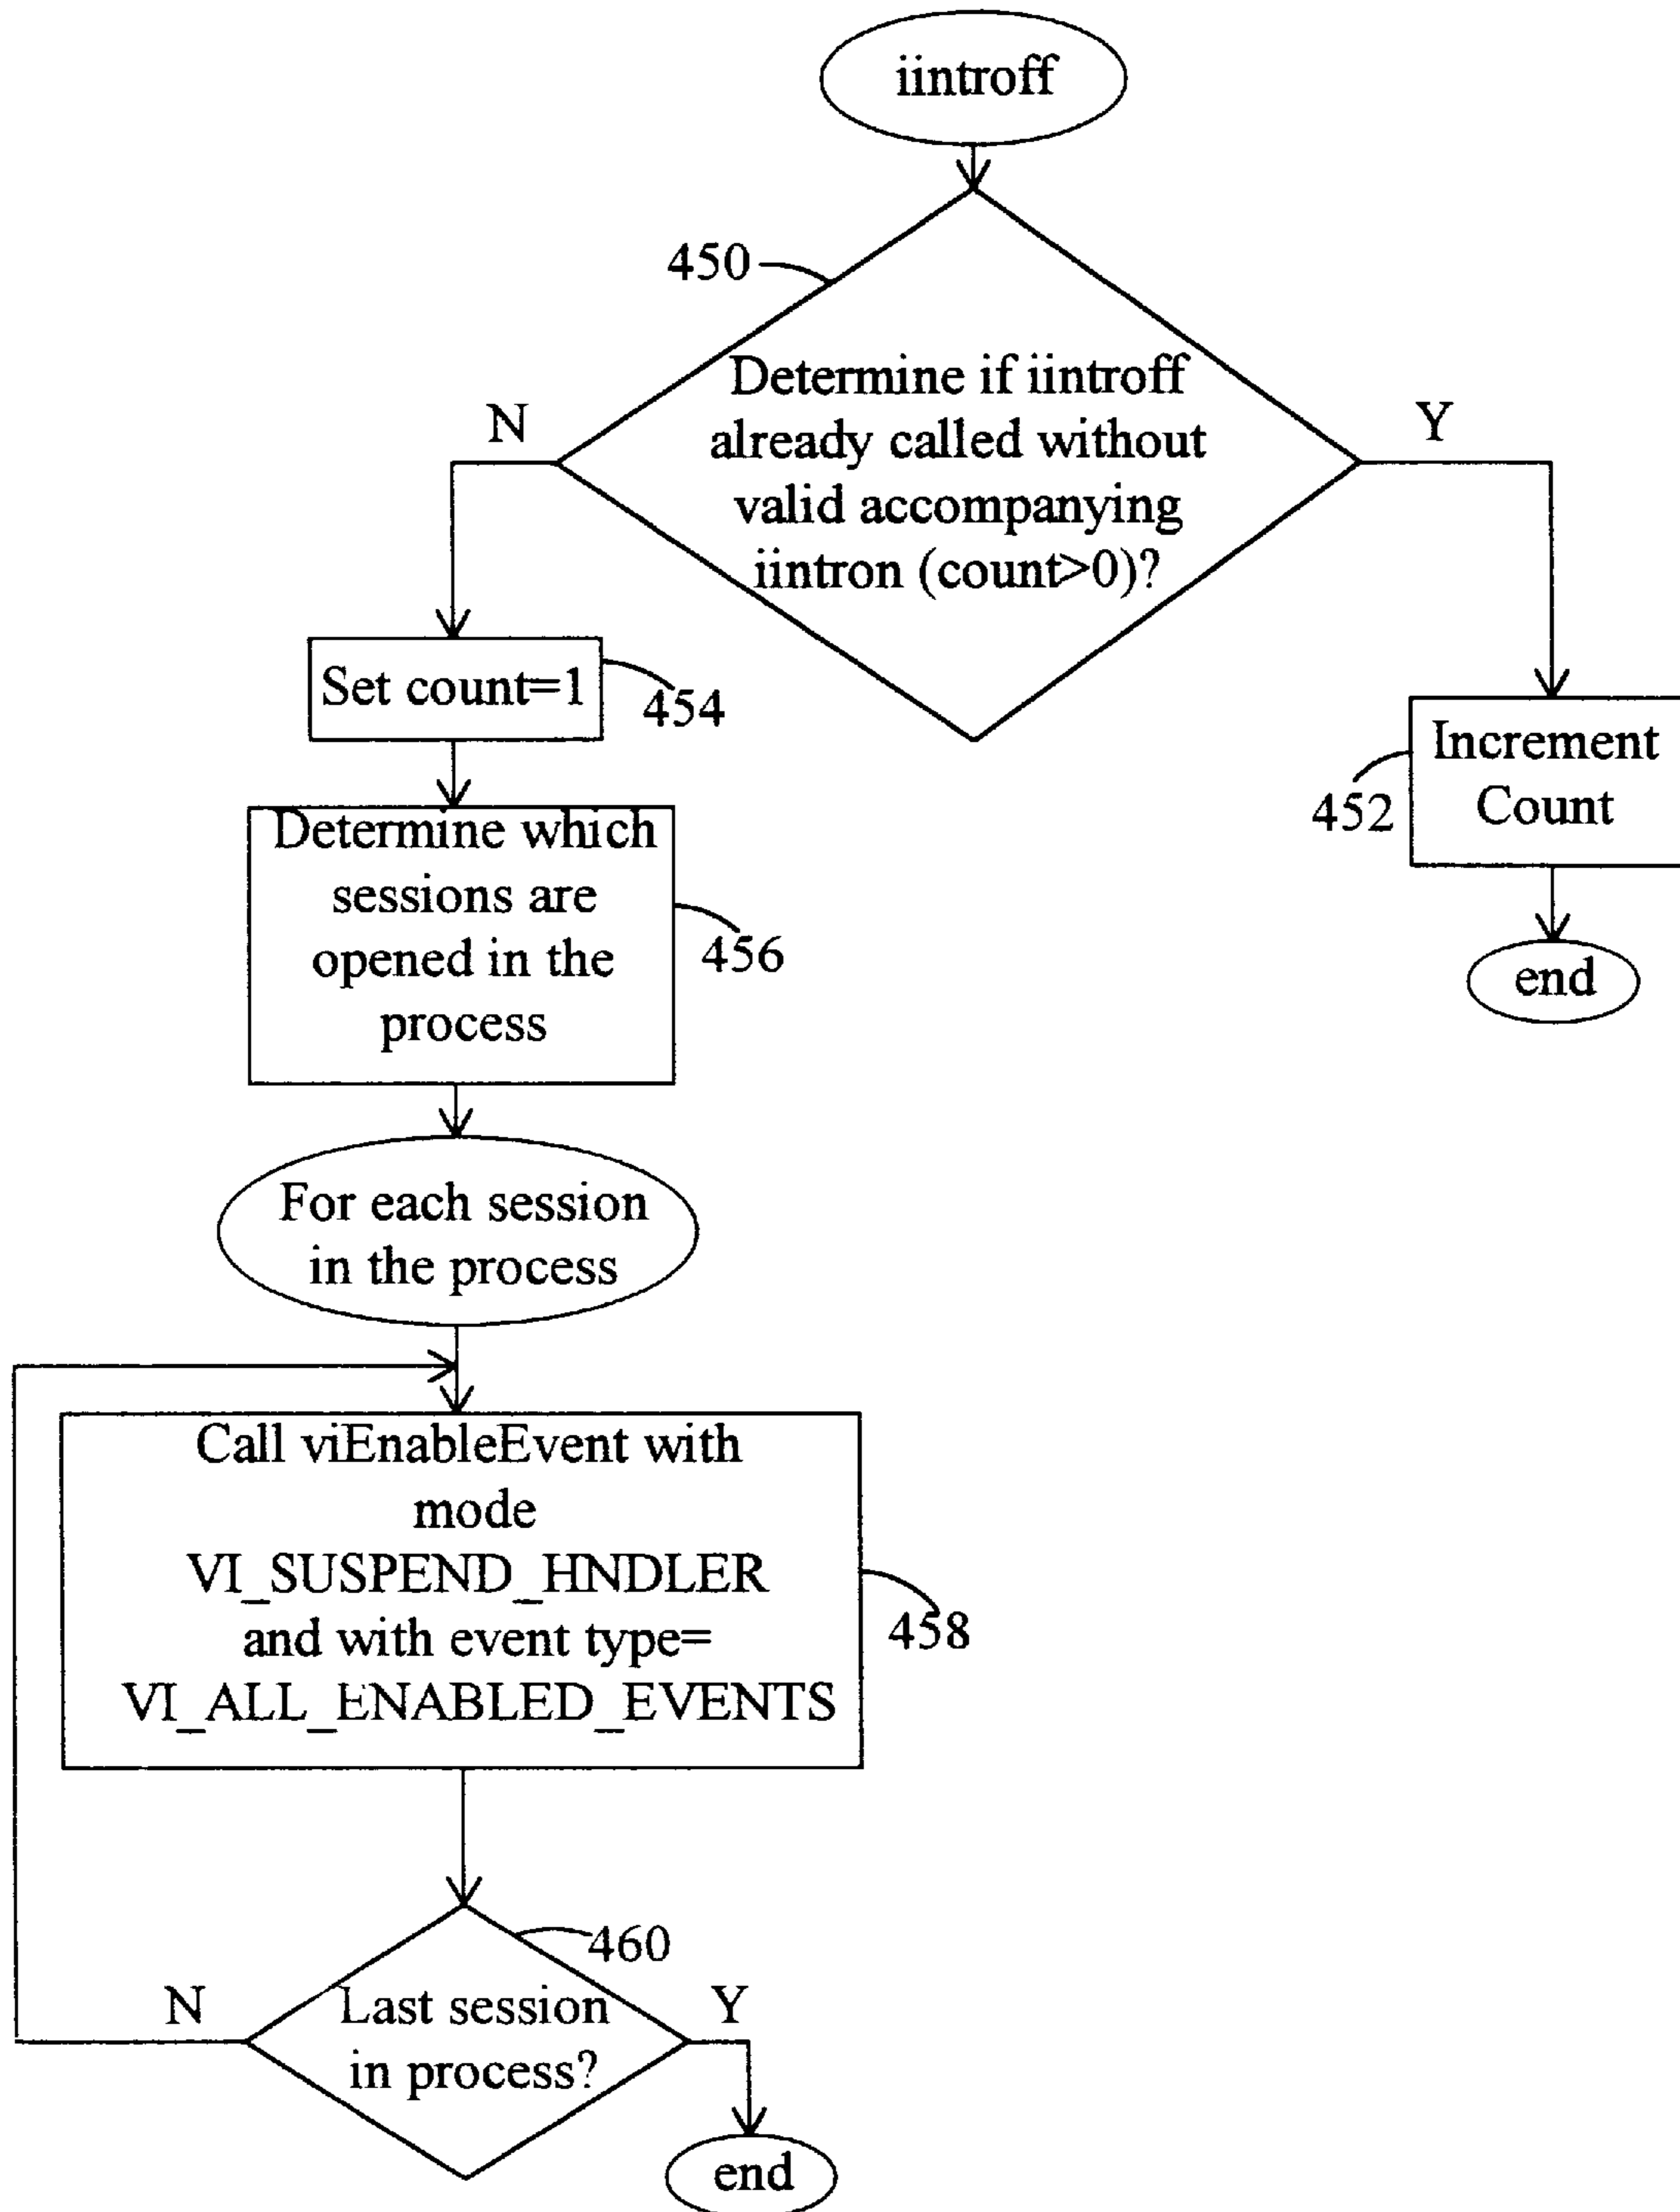 iintroff
450
Determine if iintroff
already called without
valid accompanying
iintron (count>0)?
N
Y
Set count=1
454
Increment
Count
452
end
Determine which
sessions are
opened in the
process
456
For each session
in the process
Call viEnableEvent with
mode
VI_SUSPEND_HNDLER
and with event type=
VI_ALL_ENABLED_EVENTS
458
460
Last session
in process?
N
Y
end